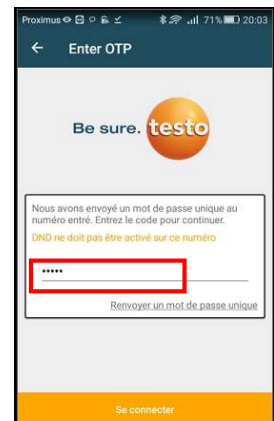 Proximus 71% 20:03
← Enter OTP
Be sure. testo
Nous avons envoyé un mot de passe unique au
numéro entré. Entrez le code pour continuer.
DND ne doit pas être activé sur ce numéro
•••••
Renvoyer un mot de passe unique
Se connecter